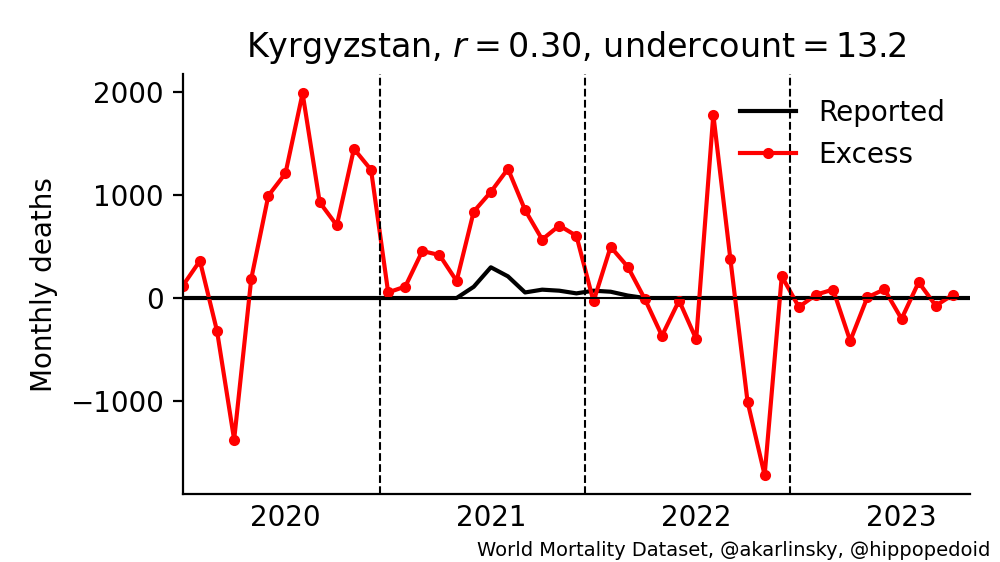 Kyrgyzstan, r = 0.30, undercount = 13.2
2000
1000
0
−1000
Monthly deaths
Reported
Excess
2020
2021
2022
2023
World Mortality Dataset, @akarlinsky, @hippopedoid